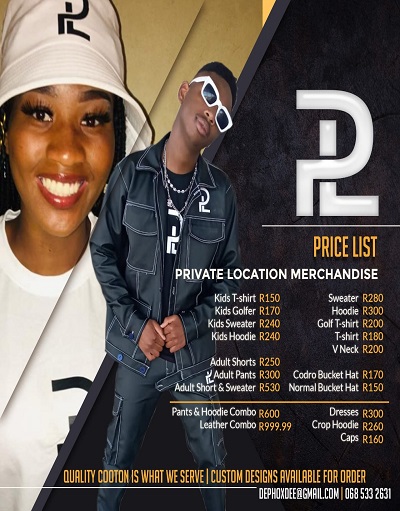 PL
PRICE LIST
PRIVATE LOCATION MERCHANDISE
Kids T-shirt R150
Kids Golfer R170
Kids Sweater R240
Kids Hoodie R240
Adult Shorts R250
Adult Pants R300
Adult Short & Sweater R530
Pants & Hoodie Combo R600
Leather Combo R999.99
Sweater R280
Hoodie R300
Golf T-shirt R200
T-shirt R180
V Neck R200
Codro Bucket Hat R170
Normal Bucket Hat R150
Dresses R300
Crop Hoodie R260
Caps R160
QUALITY COOTON IS WHAT WE SERVE | CUSTOM DESIGNS AVAILABLE FOR ORDER
DEPHOXDEE@GMAIL.COM | 068 533 2631